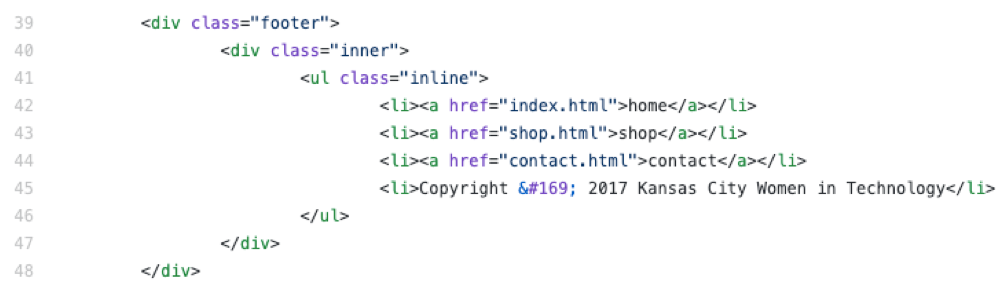 39 <div class="footer">
40 <div class="inner">
41 <ul class="inline">
42 <li><a href="index.html">home</a></li>
43 <li><a href="shop.html">shop</a></li>
44 <li><a href="contact.html">contact</a></li>
45 <li>Copyright &#169; 2017 Kansas City Women in Technology</li>
46 </ul>
47 </div>
48 </div>